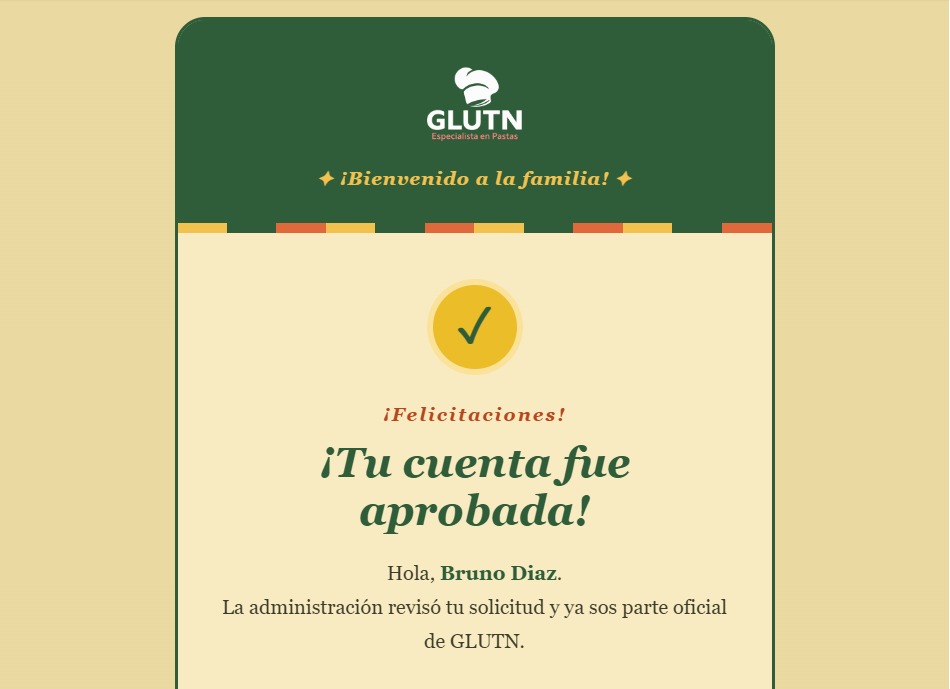 GLUTN
Especialista en Pastas
✦ ¡Bienvenido a la familia! ✦
✓
¡Felicitaciones!
¡Tu cuenta fue
aprobada!
Hola, Bruno Diaz.
La administración revisó tu solicitud y ya sos parte oficial
de GLUTN.